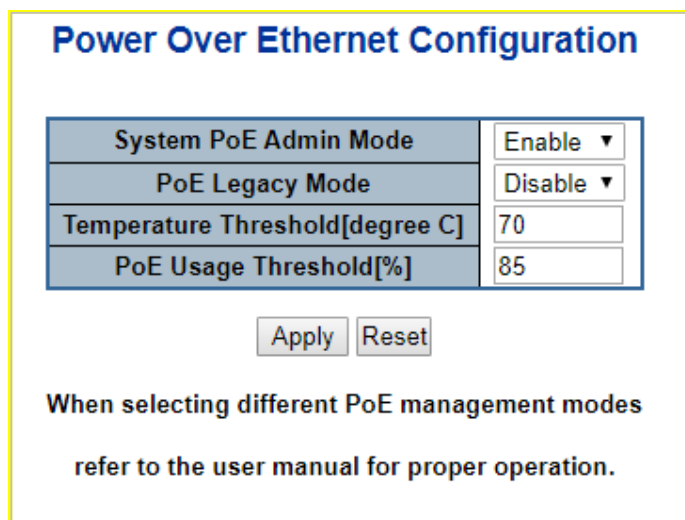 Power Over Ethernet Configuration
System PoE Admin Mode Enable
PoE Legacy Mode Disable
Temperature Threshold[degree C] 70
PoE Usage Threshold[%] 85
Apply Reset
When selecting different PoE management modes
refer to the user manual for proper operation.